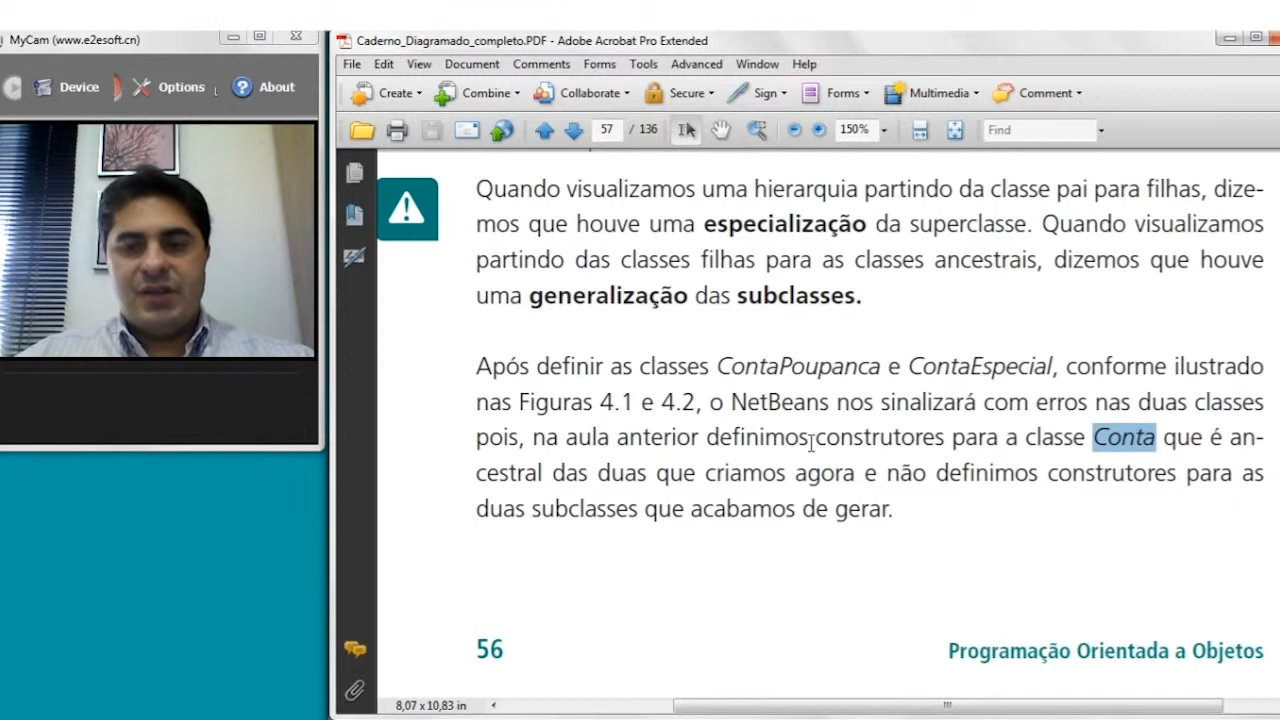 MyCam (www.e2esoft.cn)
Device
Options
About
Caderno_Diagramado_completo.PDF - Adobe Acrobat Pro Extended
File Edit View Document Comments Forms Tools Advanced Window Help
Create Combine Collaborate Secure Sign Forms Multimedia Comment
57 / 136 150% Find
Quando visualizamos uma hierarquia partindo da classe pai para filhas, dize-
mos que houve uma especialização da superclasse. Quando visualizamos
partindo das classes filhas para as classes ancestrais, dizemos que houve
uma generalização das subclasses.
Após definir as classes ContaPoupanca e ContaEspecial, conforme ilustrado
nas Figuras 4.1 e 4.2, o NetBeans nos sinalizará com erros nas duas classes
pois, na aula anterior definimos construtores para a classe Conta que é an-
cestral das duas que criamos agora e não definimos construtores para as
duas subclasses que acabamos de gerar.
56
Programação Orientada a Objetos
8,07 x 10,83 in